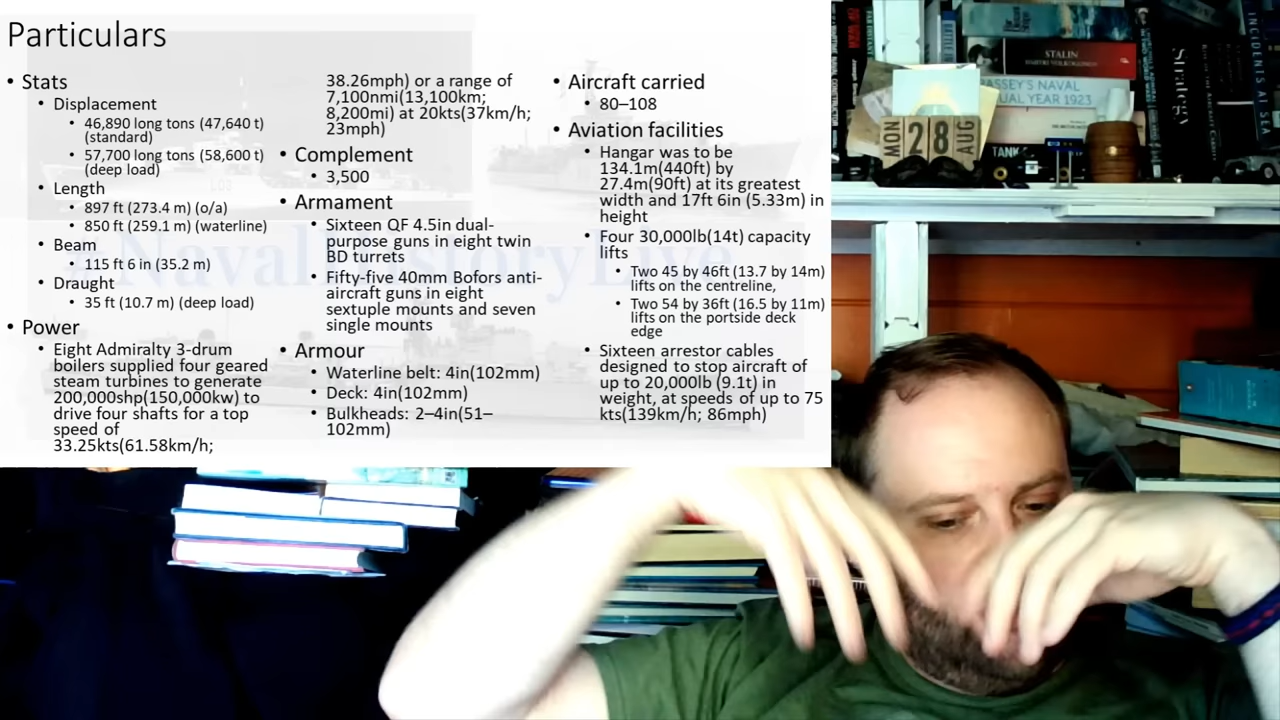 Particulars
• Stats
• Displacement
• 46,890 long tons (47,640 t)
(standard)
• 57,700 long tons (58,600 t)
(deep load)
• Length
• 897 ft (273.4 m) (o/a)
• 850 ft (259.1 m) (waterline)
• Beam
• 115 ft 6 in (35.2 m)
• Draught
• 35 ft (10.7 m) (deep load)
• Power
• Eight Admiralty 3-drum
boilers supplied four geared
steam turbines to generate
200,000shp(150,000kw) to
drive four shafts for a top
speed of
33.25kts(61.58km/h;
38.26mph) or a range of
7,100nmi(13,100km;
8,200mi) at 20kts(37km/h;
23mph)
• Complement
• 3,500
• Armament
• Sixteen QF 4.5in dual-
purpose guns in eight twin
BD turrets
• Fifty-five 40mm Bofors anti-
aircraft guns in eight
sextuple mounts and seven
single mounts
• Armour
• Waterline belt: 4in(102mm)
• Deck: 4in(102mm)
• Bulkheads: 2–4in(51–
102mm)
• Aircraft carried
• 80–108
• Aviation facilities
• Hangar was to be
134.1m(440ft) by
27.4m(90ft) at its greatest
width and 17ft 6in (5.33m) in
height
• Four 30,000lb(14t) capacity
lifts
• Two 45 by 46ft (13.7 by 14m)
lifts on the centreline,
• Two 54 by 36ft (16.5 by 11m)
lifts on the portside deck
edge
• Sixteen arrestor cables
designed to stop aircraft of
up to 20,000lb (9.1t) in
weight, at speeds of up to 75
kts(139km/h; 86mph)
STALIN
ASSEY'S NAVAL
UAL YEAR 1923
MON 28 AUG
TANK
Strategy
INCIDENTS AT SEA